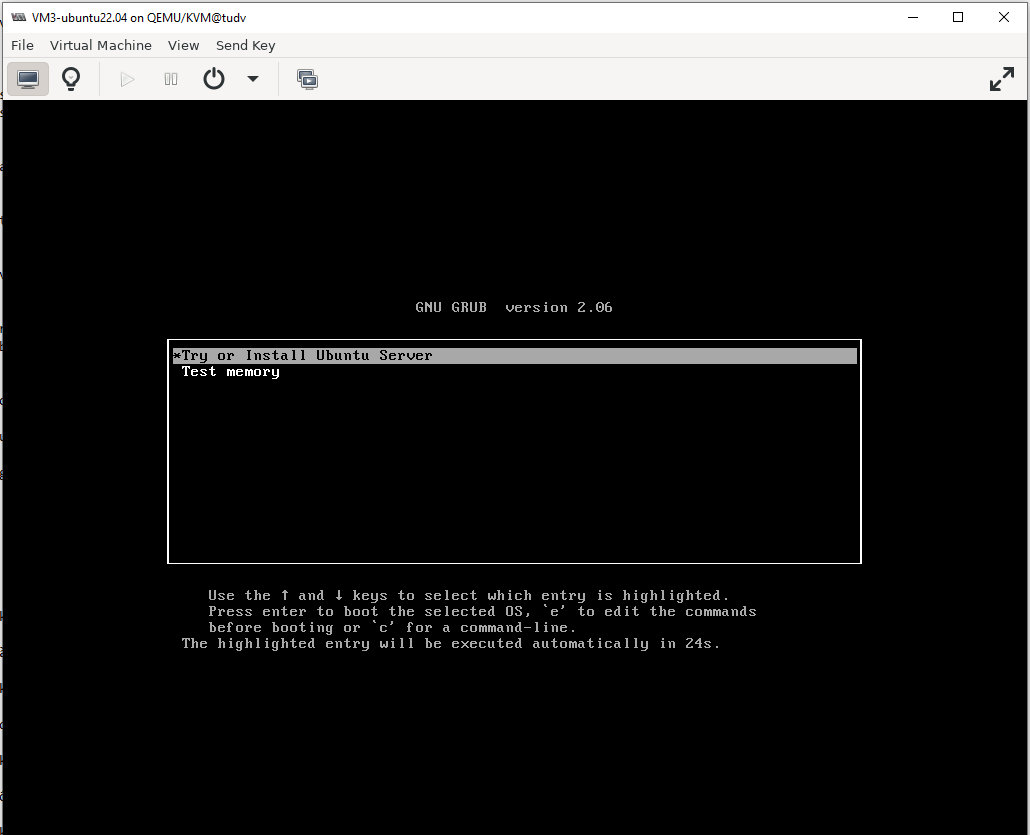 VM3-ubuntu22.04 on QEMU/KVM@tudv
File Virtual Machine View Send Key
GNU GRUB version 2.06
*Try or Install Ubuntu Server
Test memory
Use the ↑ and ↓ keys to select which entry is highlighted.
Press enter to boot the selected OS, `e' to edit the commands
before booting or `c' for a command-line.
The highlighted entry will be executed automatically in 24s.